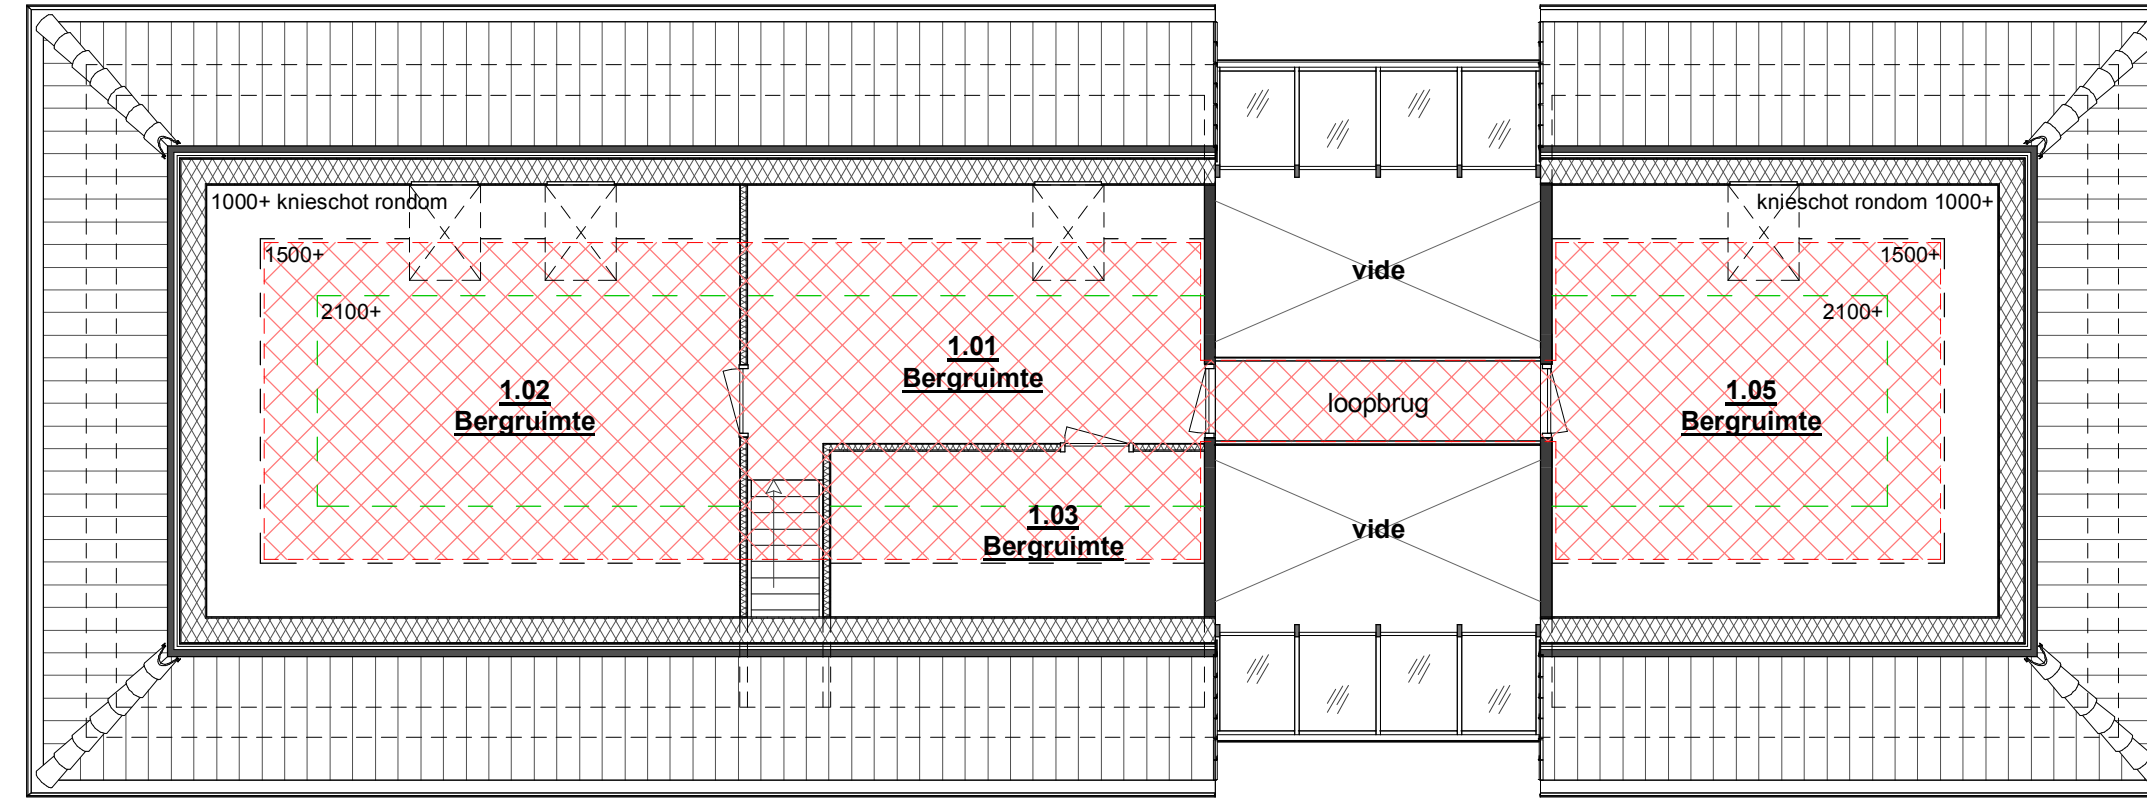 1000+ knieschot rondom
knieschot rondom 1000+
1500+
1500+
2100+
2100+
vide
1.01
Bergruimte
1.02
Bergruimte
loopbrug
1.05
Bergruimte
1.03
Bergruimte
vide